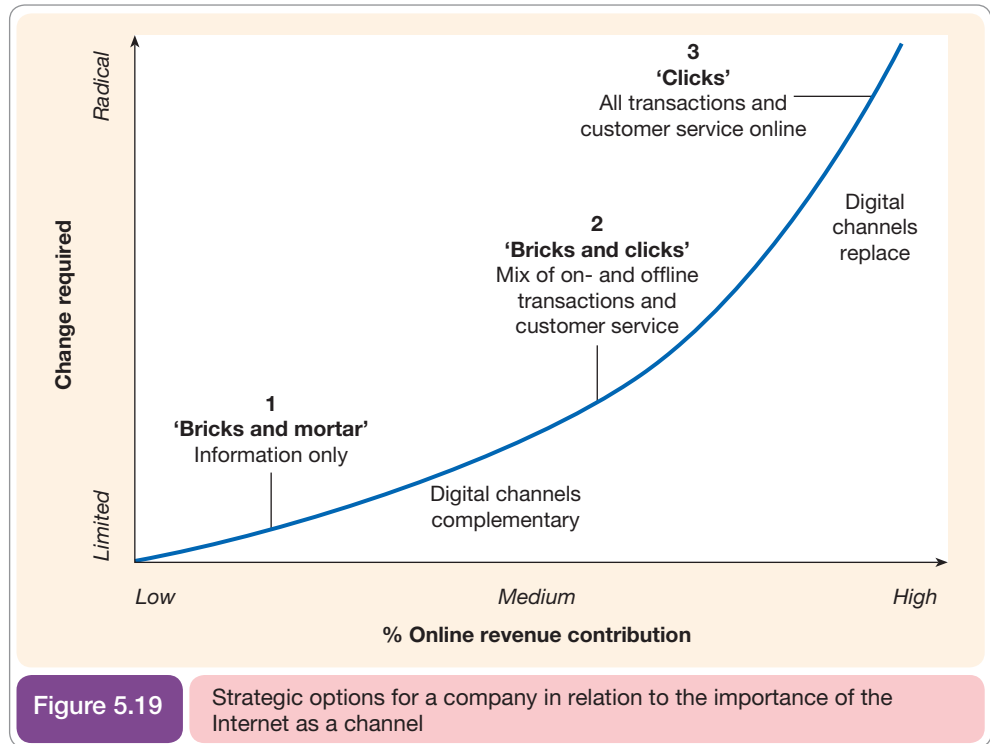 3
'Clicks'
All transactions and
customer service online
Radical
Digital
channels
replace
2
'Bricks and clicks'
Mix of on- and offline
transactions and
customer service
Change required
1
'Bricks and mortar'
Information only
Digital channels
complementary
Limited
Low Medium High
% Online revenue contribution
Figure 5.19
Strategic options for a company in relation to the importance of the
Internet as a channel